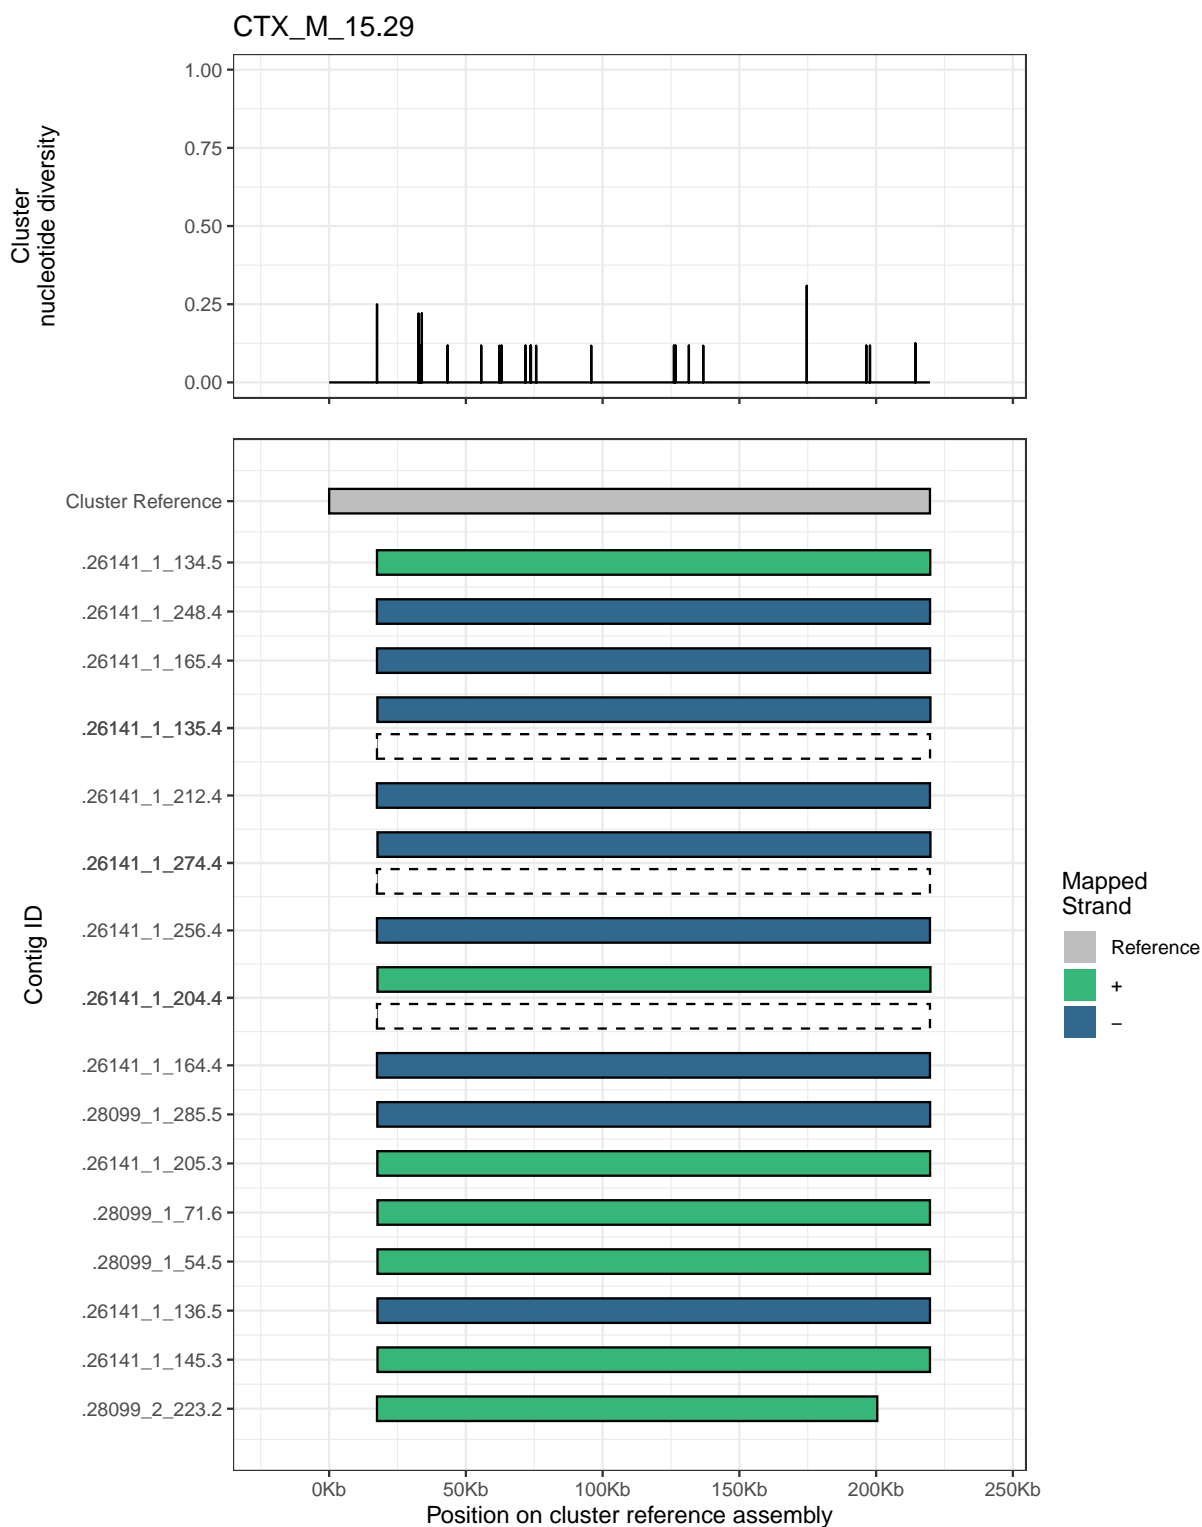 CTX_M_15.29
Cluster
nucleotide diversity
1.00
0.75
0.50
0.25
0.00
Contig ID
Cluster Reference
.26141_1_134.5
.26141_1_248.4
.26141_1_165.4
.26141_1_135.4
.26141_1_212.4
.26141_1_274.4
.26141_1_256.4
.26141_1_204.4
.26141_1_164.4
.28099_1_285.5
.26141_1_205.3
.28099_1_71.6
.28099_1_54.5
.26141_1_136.5
.26141_1_145.3
.28099_2_223.2
0Kb 50Kb 100Kb 150Kb 200Kb 250Kb
Position on cluster reference assembly
Mapped
Strand
Reference
+
−